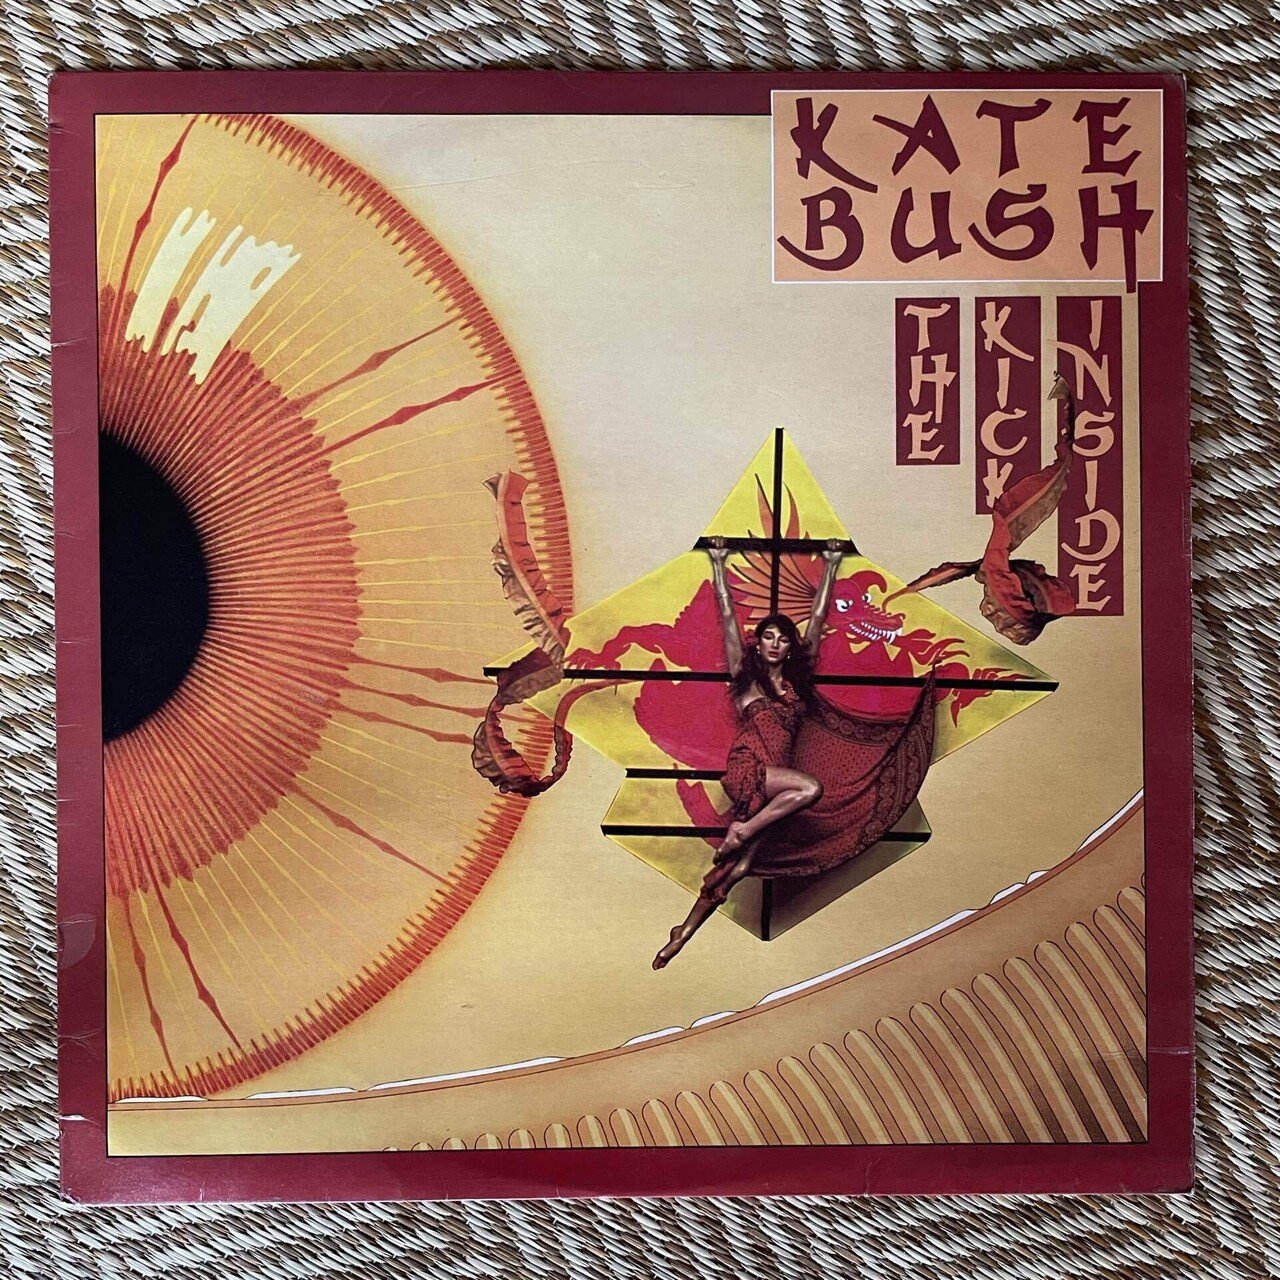 KATE
BUSH
THE
KICK
INSIDE